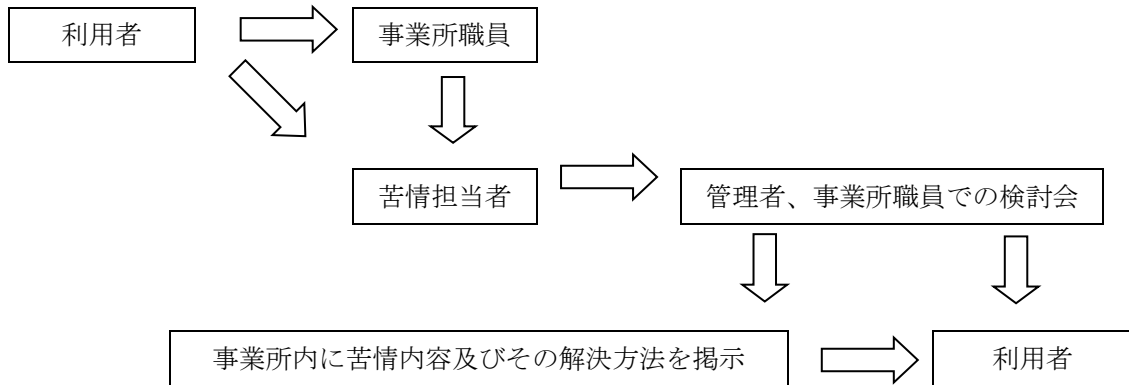 利用者
事業所職員
苦情担当者
管理者、事業所職員での検討会
事業所内に苦情内容及びその解決方法を掲示
利用者